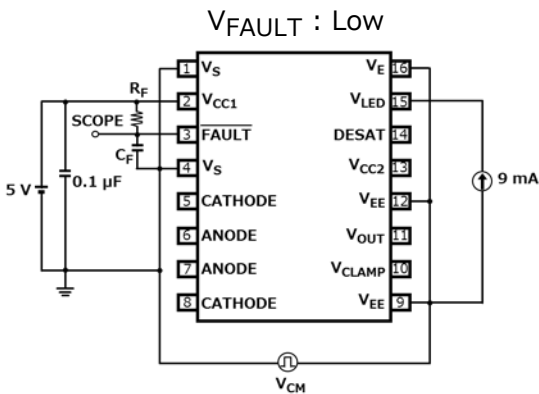 VFAULT : Low
1 VS
VE 16
RF
2 VCC1
VLED 15
SCOPE
3 FAULT
DESAT 14
CF
4 VS
VCC2 13
5 V
0.1 µF
9 mA
5 CATHODE
VEE 12
6 ANODE
VOUT 11
7 ANODE
VCLAMP 10
8 CATHODE
VEE 9
VCM